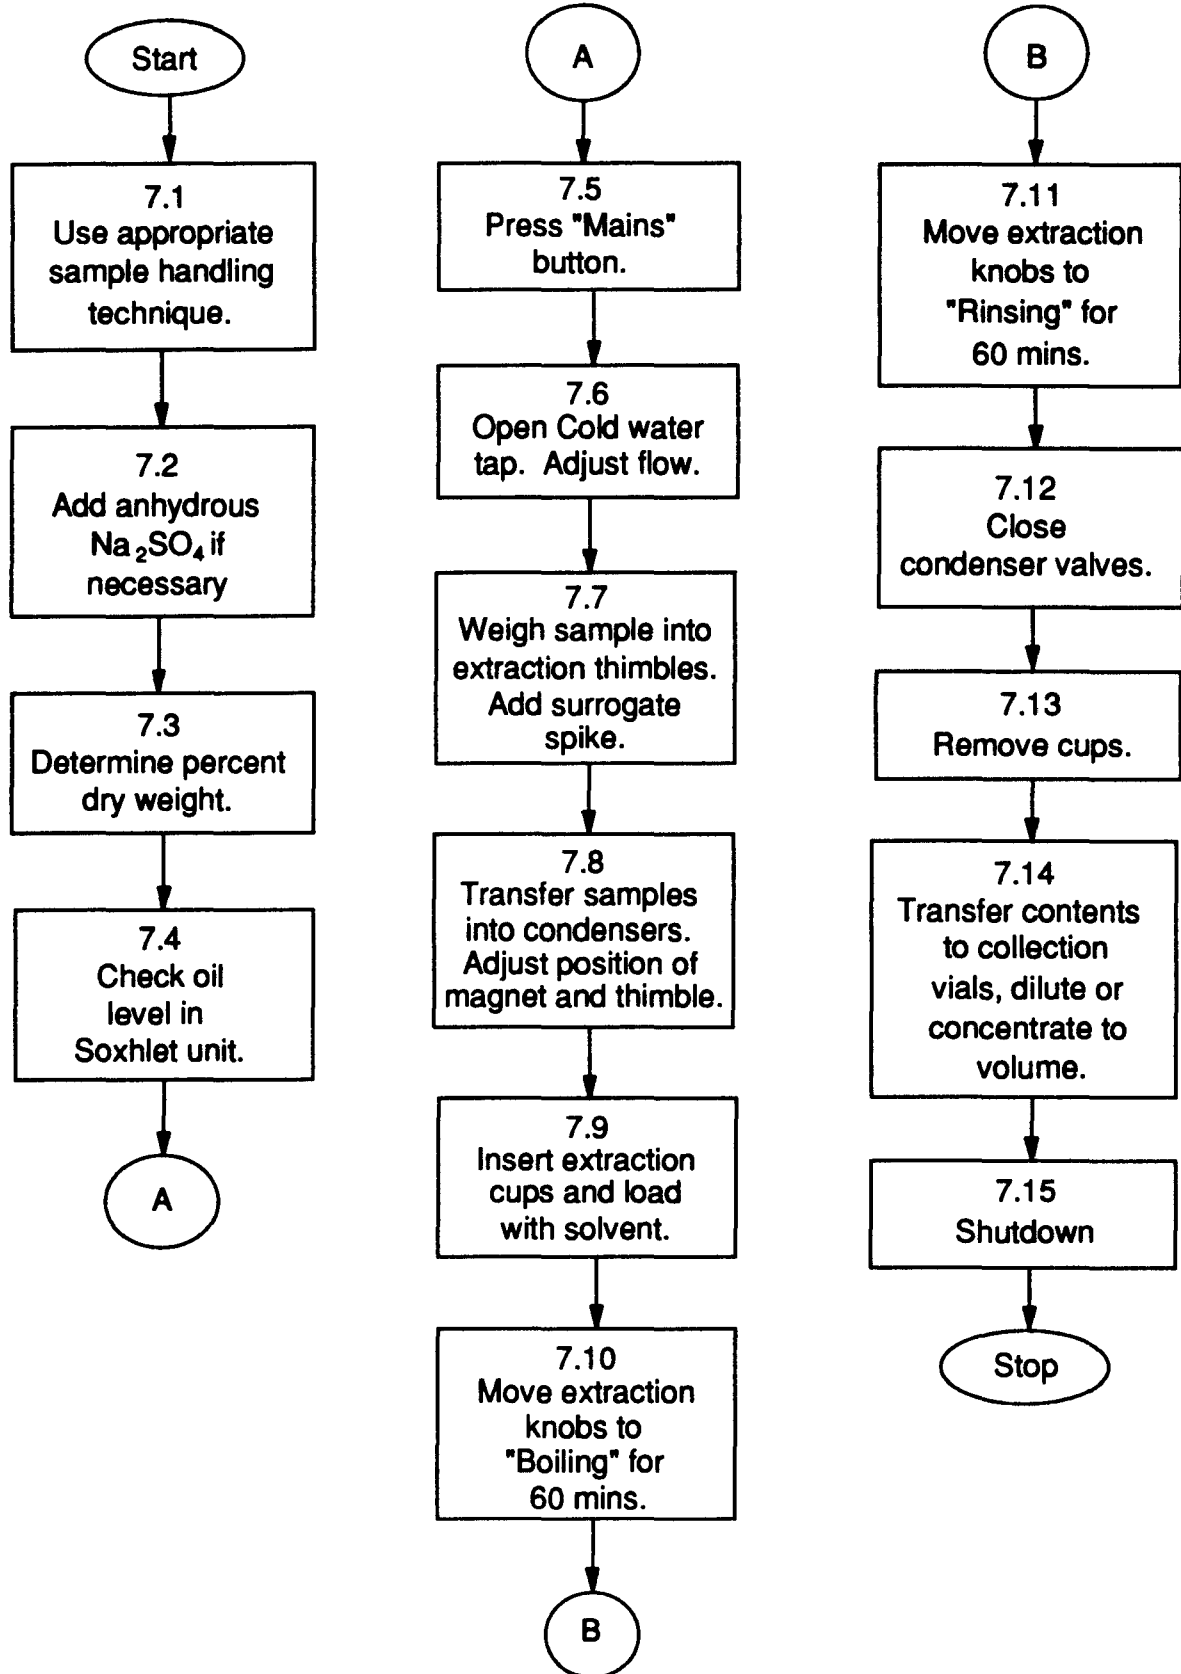 Start
7.1
Use appropriate
sample handling
technique.
7.2
Add anhydrous
Na₂SO₄ if
necessary
7.3
Determine percent
dry weight.
7.4
Check oil
level in
Soxhlet unit.
A
A
7.5
Press "Mains"
button.
7.6
Open Cold water
tap. Adjust flow.
7.7
Weigh sample into
extraction thimbles.
Add surrogate
spike.
7.8
Transfer samples
into condensers.
Adjust position of
magnet and thimble.
7.9
Insert extraction
cups and load
with solvent.
7.10
Move extraction
knobs to
"Boiling" for
60 mins.
B
B
7.11
Move extraction
knobs to
"Rinsing" for
60 mins.
7.12
Close
condenser valves.
7.13
Remove cups.
7.14
Transfer contents
to collection
vials, dilute or
concentrate to
volume.
7.15
Shutdown
Stop